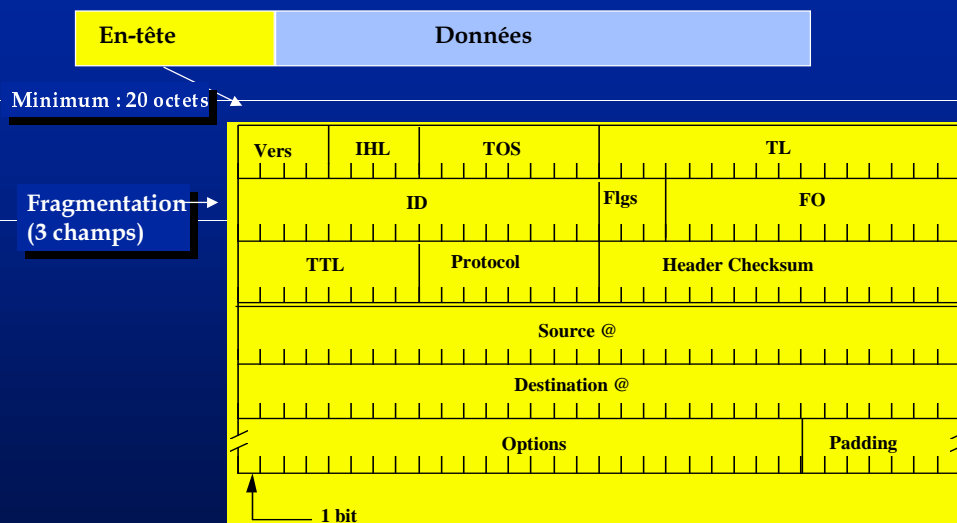 En-tête Données
Minimum : 20 octets
Vers IHL TOS TL
Fragmentation
(3 champs)
ID Flgs FO
TTL Protocol Header Checksum
Source @
Destination @
Options Padding
1 bit